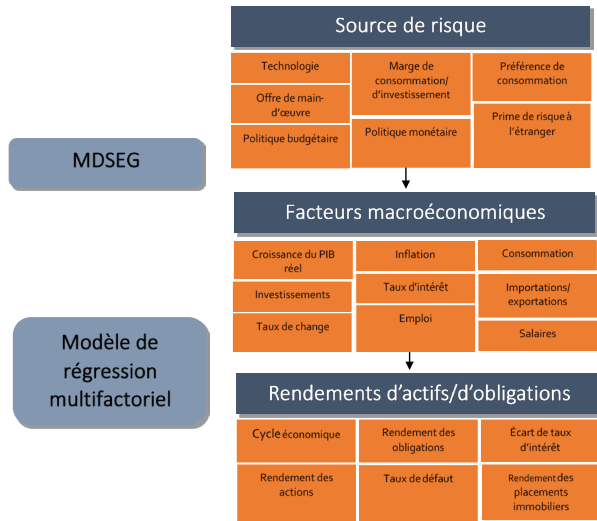 Source de risque
Technologie
Offre de main-
d'œuvre
Politique budgétaire
Marge de
consommation/
d'investissement
Politique monétaire
Préférence de
consommation
Prime de risque à
l'étranger
MDSEG
Facteurs macroéconomiques
Croissance du PIB
réel
Investissements
Taux de change
Inflation
Taux d'intérêt
Emploi
Consommation
Importations/
exportations
Salaires
Modèle de
régression
multifactoriel
Rendements d'actifs/d'obligations
Cycle économique
Rendement des
actions
Rendement des
obligations
Taux de défaut
Écart de taux
d'intérêt
Rendement des
placements
immobiliers